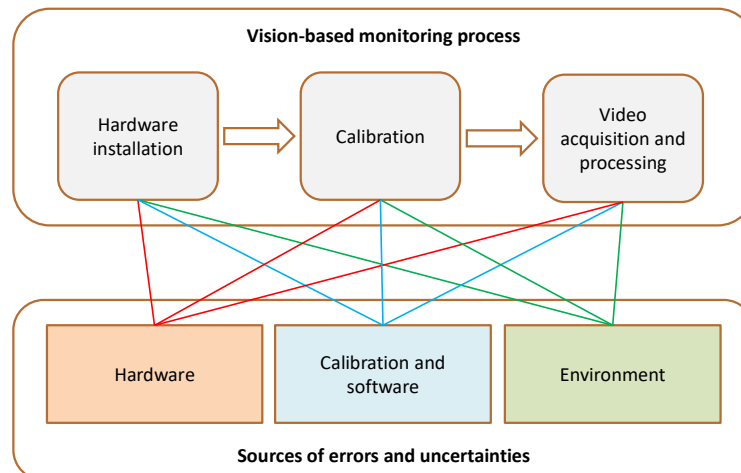 Vision-based monitoring process
Hardware
installation
Calibration
Video
acquisition and
processing
Hardware
Calibration and
software
Environment
Sources of errors and uncertainties